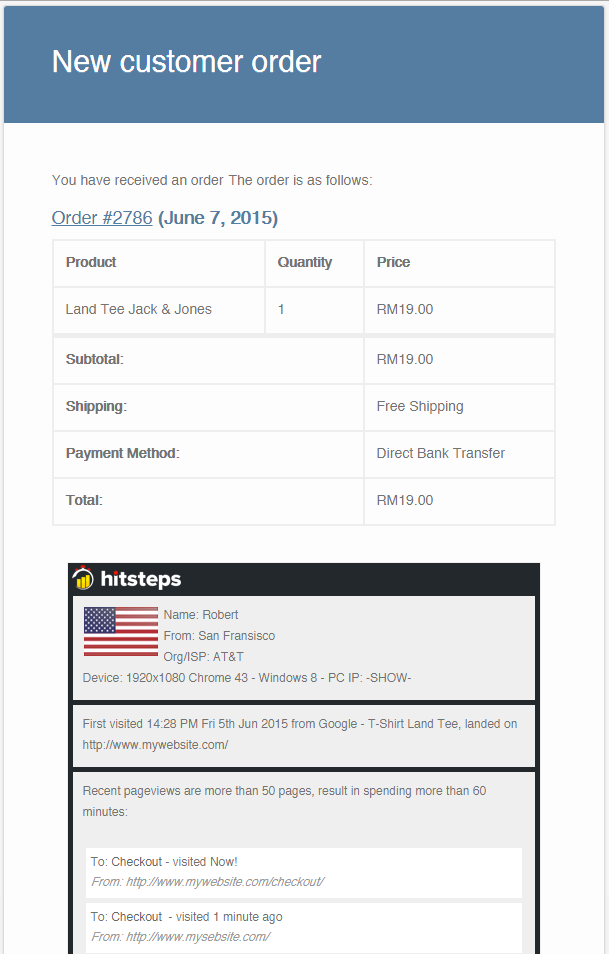 New customer order
You have received an order The order is as follows:
Order #2786 (June 7, 2015)
Product Quantity Price
Land Tee Jack & Jones 1 RM19.00
Subtotal: RM19.00
Shipping: Free Shipping
Payment Method: Direct Bank Transfer
Total: RM19.00
hitsteps
Name: Robert
From: San Fransisco
Org/ISP: AT&T
Device: 1920x1080 Chrome 43 - Windows 8 - PC IP: -SHOW-
First visited 14:28 PM Fri 5th Jun 2015 from Google - T-Shirt Land Tee, landed on
http://www.mywebsite.com/
Recent pageviews are more than 50 pages, result in spending more than 60
minutes:
To: Checkout - visited Now!
From: http://www.mywebsite.com/checkout/
To: Checkout - visited 1 minute ago
From: http://www.mysebsite.com/